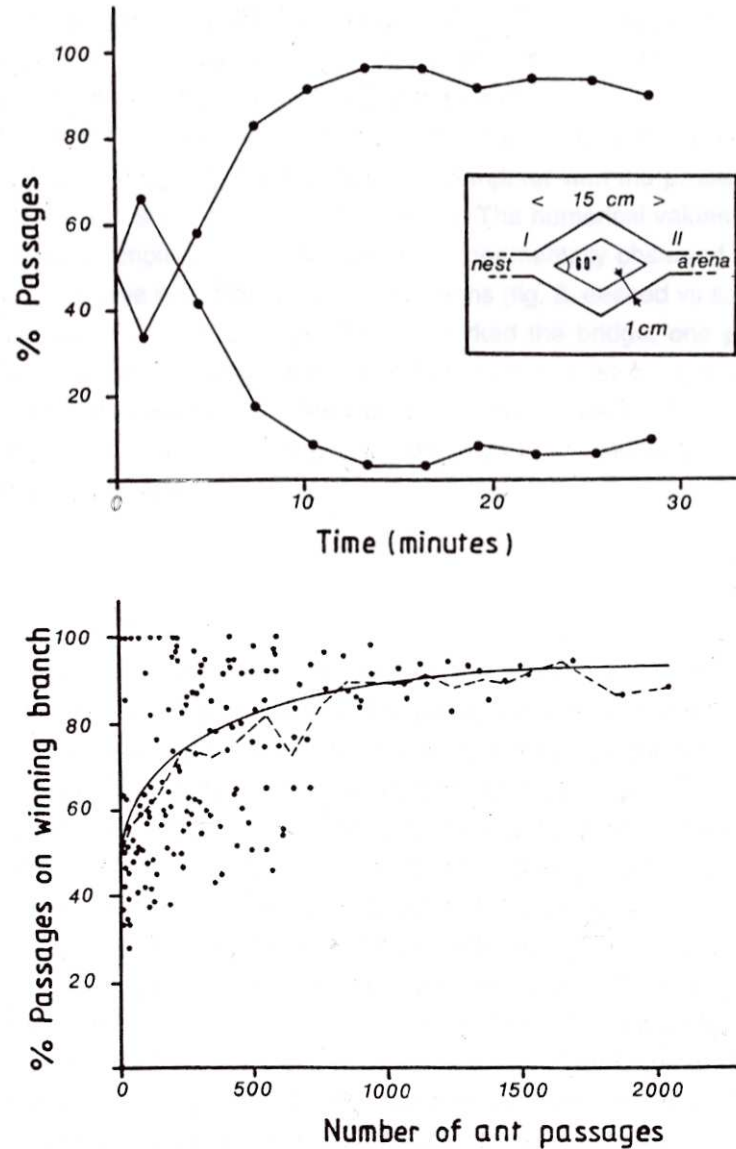 100
80
60
40
20
% Passages
< 15 cm >
I II
nest 60° arena
1 cm
0 10 20 30
Time (minutes)
100
80
60
40
20
% Passages on winning branch
0 500 1000 1500 2000
Number of ant passages